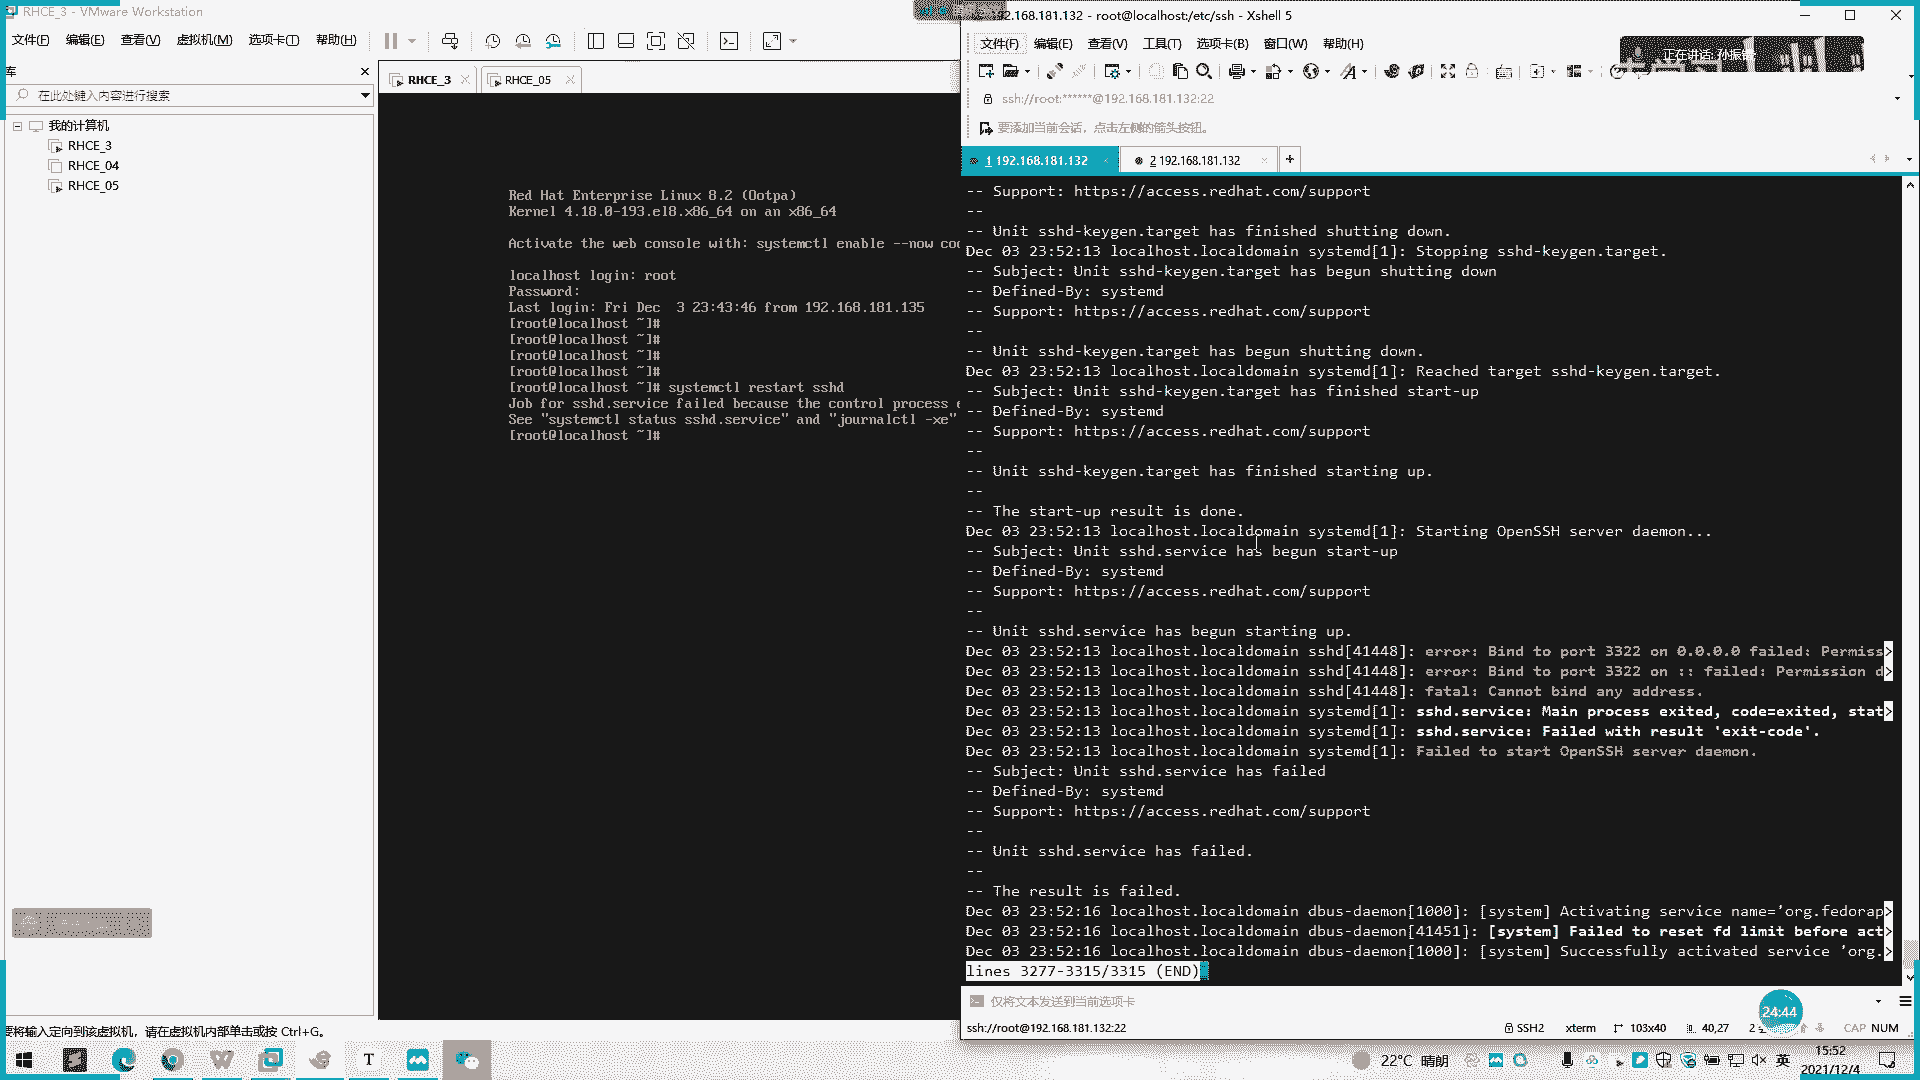 RHCE_3 - VMware Workstation
文件(F) 编辑(E) 查看(V) 虚拟机(M) 选项卡(T) 帮助(H)
库
在此处键入内容进行搜索
我的计算机
RHCE_3
RHCE_04
RHCE_05
RHCE_3
RHCE_05
Red Hat Enterprise Linux 8.2 (Ootpa)
Kernel 4.18.0-193.el8.x86_64 on an x86_64
Activate the web console with: systemctl enable --now
localhost login: root
Password:
Last login: Fri Dec  3 23:43:46 from 192.168.181.135
[root@localhost ~]#
[root@localhost ~]#
[root@localhost ~]#
[root@localhost ~]#
[root@localhost ~]# systemctl restart sshd
Job for sshd.service failed because the control process
See "systemctl status sshd.service" and "journalctl -xe"
[root@localhost ~]#
要将输入定向到该虚拟机，请在虚拟机内部单击或按 Ctrl+G。
.168.181.132 - root@localhost:/etc/ssh - Xshell 5
文件(F) 编辑(E) 查看(V) 工具(T) 选项卡(B) 窗口(W) 帮助(H)
正在讲话:
ssh://root:******@192.168.181.132:22
要添加当前会话，点击左侧的箭头按钮。
1 192.168.181.132
2 192.168.181.132
-- Support: https://access.redhat.com/support
--
-- Unit sshd-keygen.target has finished shutting down.
Dec 03 23:52:13 localhost.localdomain systemd[1]: Stopping sshd-keygen.target.
-- Subject: Unit sshd-keygen.target has begun shutting down
-- Defined-By: systemd
-- Support: https://access.redhat.com/support
--
-- Unit sshd-keygen.target has begun shutting down.
Dec 03 23:52:13 localhost.localdomain systemd[1]: Reached target sshd-keygen.target.
-- Subject: Unit sshd-keygen.target has finished start-up
-- Defined-By: systemd
-- Support: https://access.redhat.com/support
--
-- Unit sshd-keygen.target has finished starting up.
--
-- The start-up result is done.
Dec 03 23:52:13 localhost.localdomain systemd[1]: Starting OpenSSH server daemon...
-- Subject: Unit sshd.service has begun start-up
-- Defined-By: systemd
-- Support: https://access.redhat.com/support
--
-- Unit sshd.service has begun starting up.
Dec 03 23:52:13 localhost.localdomain sshd[41448]: error: Bind to port 3322 on 0.0.0.0 failed: Permiss>
Dec 03 23:52:13 localhost.localdomain sshd[41448]: error: Bind to port 3322 on :: failed: Permission d>
Dec 03 23:52:13 localhost.localdomain sshd[41448]: fatal: Cannot bind any address.
Dec 03 23:52:13 localhost.localdomain systemd[1]: sshd.service: Main process exited, code=exited, stat>
Dec 03 23:52:13 localhost.localdomain systemd[1]: sshd.service: Failed with result 'exit-code'.
Dec 03 23:52:13 localhost.localdomain systemd[1]: Failed to start OpenSSH server daemon.
-- Subject: Unit sshd.service has failed
-- Defined-By: systemd
-- Support: https://access.redhat.com/support
--
-- Unit sshd.service has failed.
--
-- The result is failed.
Dec 03 23:52:16 localhost.localdomain dbus-daemon[1000]: [system] Activating service name='org.fedorap>
Dec 03 23:52:16 localhost.localdomain dbus-daemon[41451]: [system] Failed to reset fd limit before act>
Dec 03 23:52:16 localhost.localdomain dbus-daemon[1000]: [system] Successfully activated service 'org.>
lines 3277-3315/3315 (END)
仅将文本发送到当前选项卡
24:44
ssh://root@192.168.181.132:22
SSH2 xterm 103x40 40,27 2 CAP NUM
22°C 晴朗
英
15:52
2021/12/4